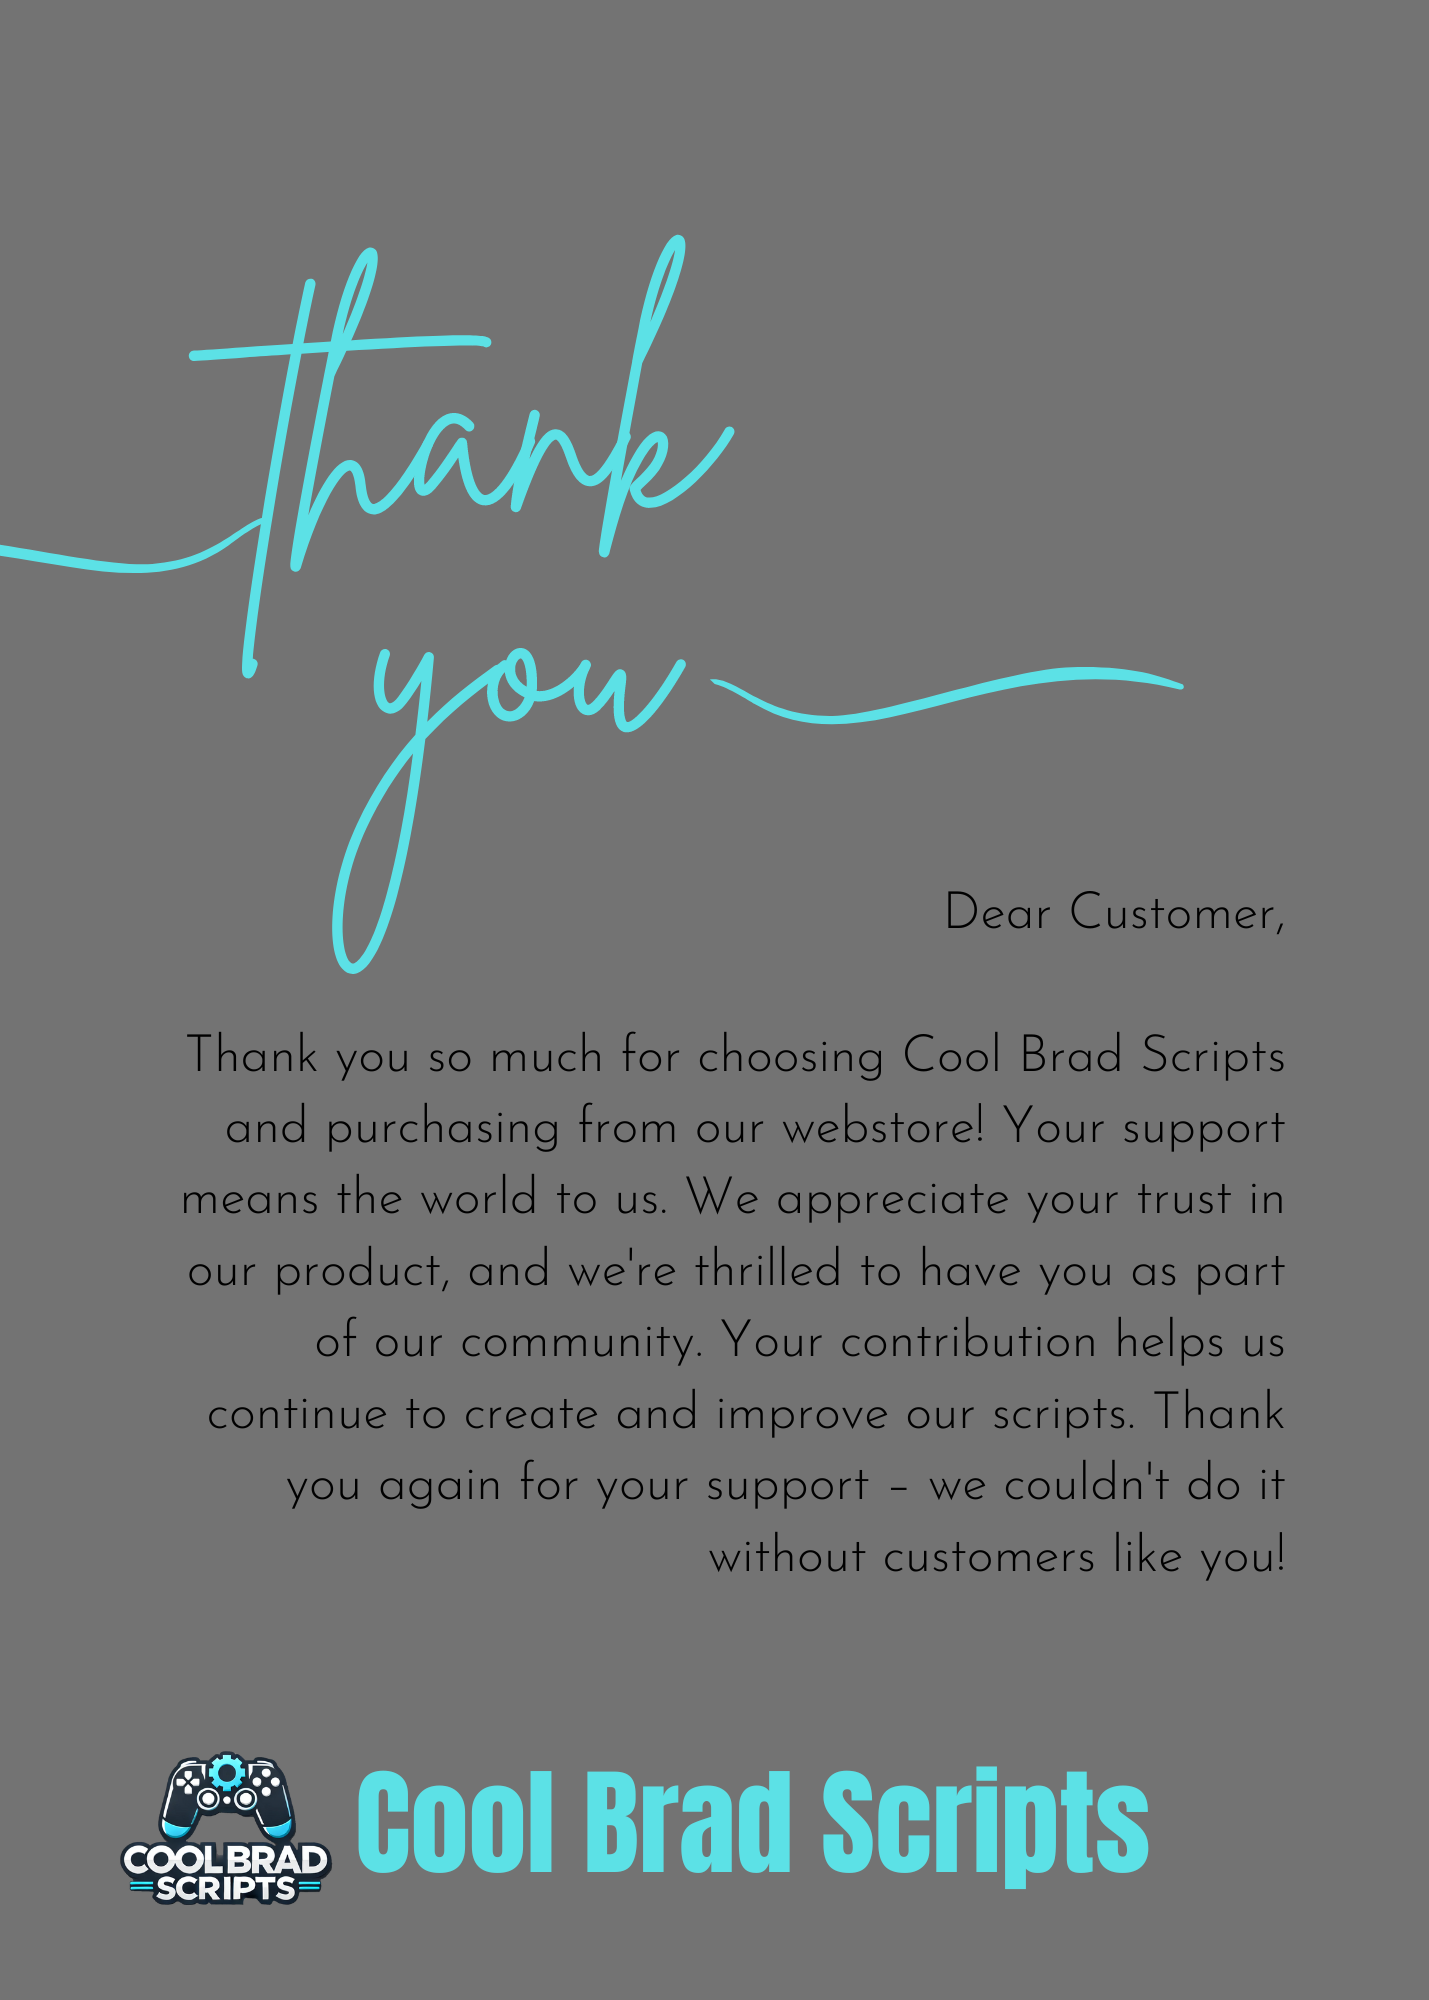 thank
you
Dear Customer,
Thank you so much for choosing Cool Brad Scripts
and purchasing from our webstore! Your support
means the world to us. We appreciate your trust in
our product, and we're thrilled to have you as part
of our community. Your contribution helps us
continue to create and improve our scripts. Thank
you again for your support – we couldn't do it
without customers like you!
COOL BRAD
SCRIPTS
Cool Brad Scripts